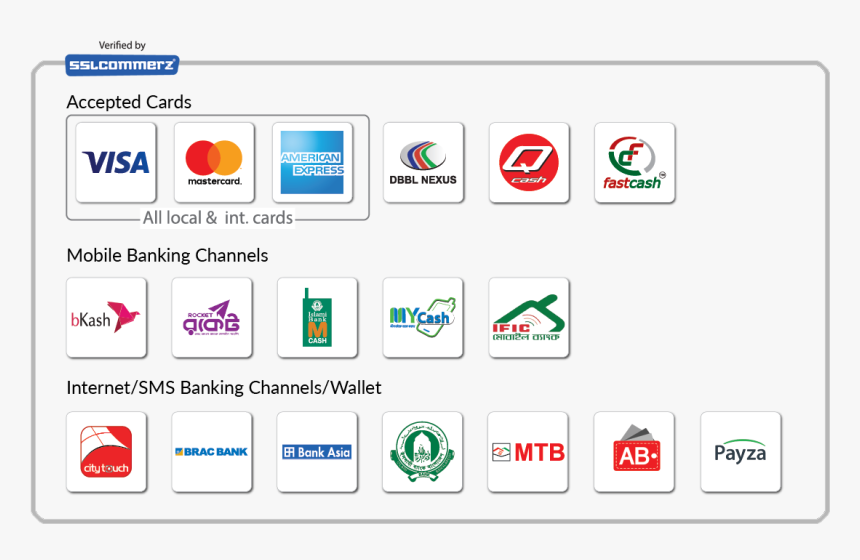 Verified by
SSLCOMMERZ
Accepted Cards
VISA
mastercard.
AMERICAN
EXPRESS
DBBL NEXUS
Q
cash
fastcash
TM
All local & int. cards
Mobile Banking Channels
bKash
ROCKET
রকেট
Islami
Bank
M
CASH
MYCash
IFIC
মোবাইল ব্যাংক
Internet/SMS Banking Channels/Wallet
citytouch
BRAC BANK
Bank Asia
MTB
AB
Payza